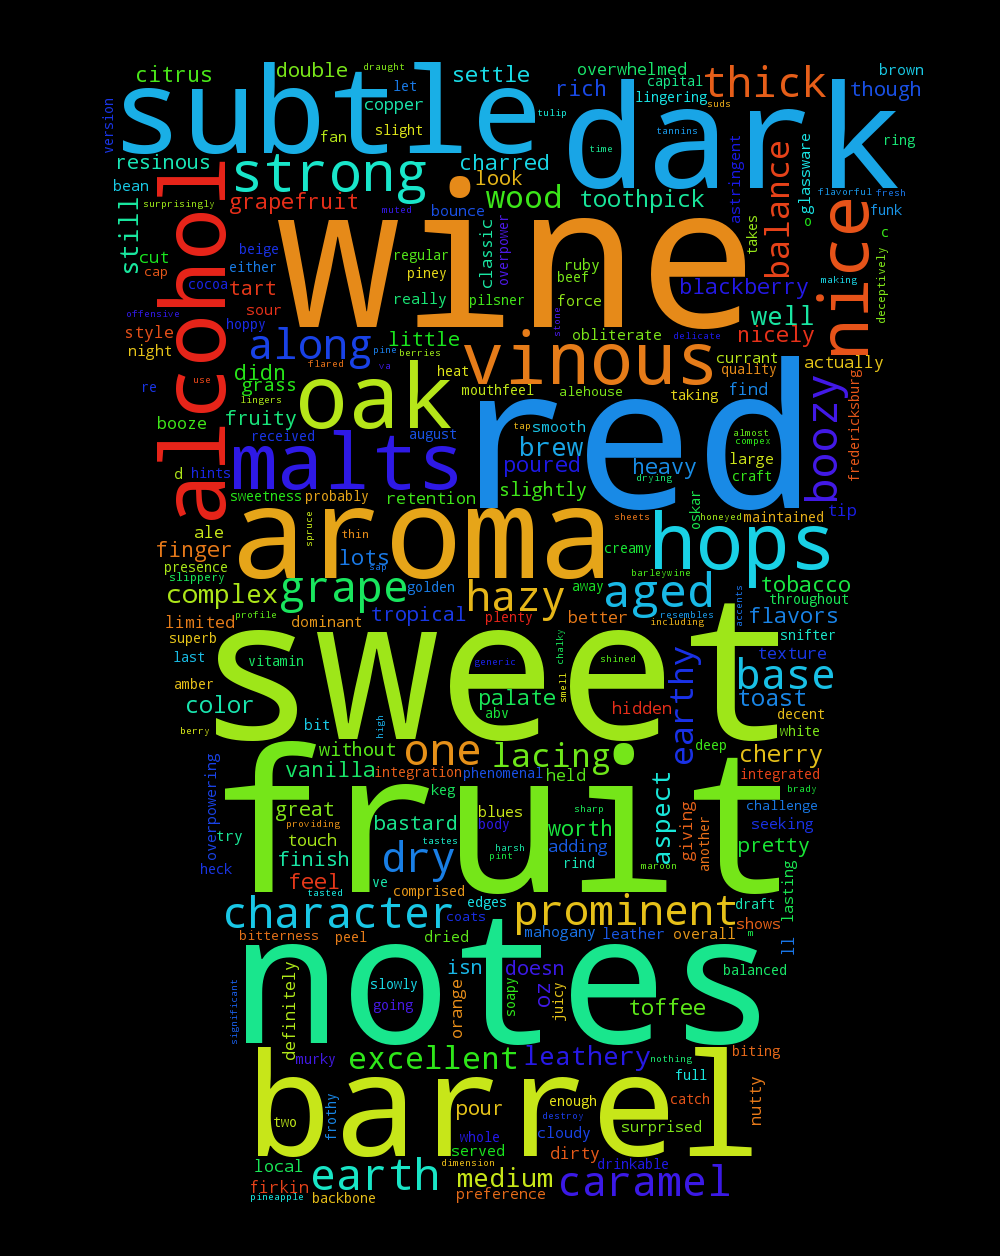 draught
double
overwhelmed
brown
citrus
settle
capital
thick
though
let
rich
subtle
dark
lingering
suds
copper
version
tulip
fan
slight
tannins
ring
time
resinous
charred
strong
look
wood
toothpick
balance
glassware
astringent
bean
flavorful
fresh
alcohol
grapefruit
surprisingly
muted
bounce
funk
still
nice
o
c
takes
wine
classic
overpower
beige
regular
cut
cap
either
piney
ruby
beef
deceptively
making
cocoa
tart
really
pilsner
force
blackberry
sour
offensive
stone
well
style
hoppy
along
little
obliterate
delicate
nicely
night
pine
berries
vinous
currant
actually
flared
va
heat
quality
didn
re
use
grass
oak
mouthfeel
alehouse
taking
find
boozy
fredericksburg
lingers
red
fruity
booze
received
august
tap
smooth
almost
compex
malts
brew
large
d
hints
poured
heavy
drying
craft
slightly
sweetness
probably
retention
oskar
tip
aroma
sheets
honeyed
maintained
spruce
hops
ale
thin
finger
lots
creamy
presence
sap
slippery
barleywine
complex
grape
golden
hazy
away
aged
accents
tobacco
throughout
limited
profile
dominant
tropical
plenty
better
resembles
including
flavors
superb
sweet
snifter
last
vitamin
generic
chalky
shined
earthy
texture
amber
smell
base
color
palate
hidden
toast
abv
decent
berry
bit
high
white
without
one
lacing
deep
cherry
overpowering
vanilla
integration
phenomenal
held
integrated
keg
aspect
brady
fruit
great
blues
sharp
giving
challenge
providing
bastard
body
worth
another
seeking
try
touch
tastes
adding
pretty
finish
dry
harsh
pint
rind
heck
feel
ve
maroon
tasted
comprised
lasting
character
edges
prominent
draft
coats
shows
bitterness
peel
dried
mahogany
leather
overall
m
ll
notes
isn
doesn
balanced
significant
definitely
slowly
orange
soapy
oz
juicy
going
toffee
murky
excellent
leathery
nothing
biting
barrel
full
nutty
frothy
pour
enough
catch
two
destroy
surprised
whole
cloudy
served
dirty
local
earth
dimension
drinkable
firkin
medium
caramel
pineapple
backbone
preference